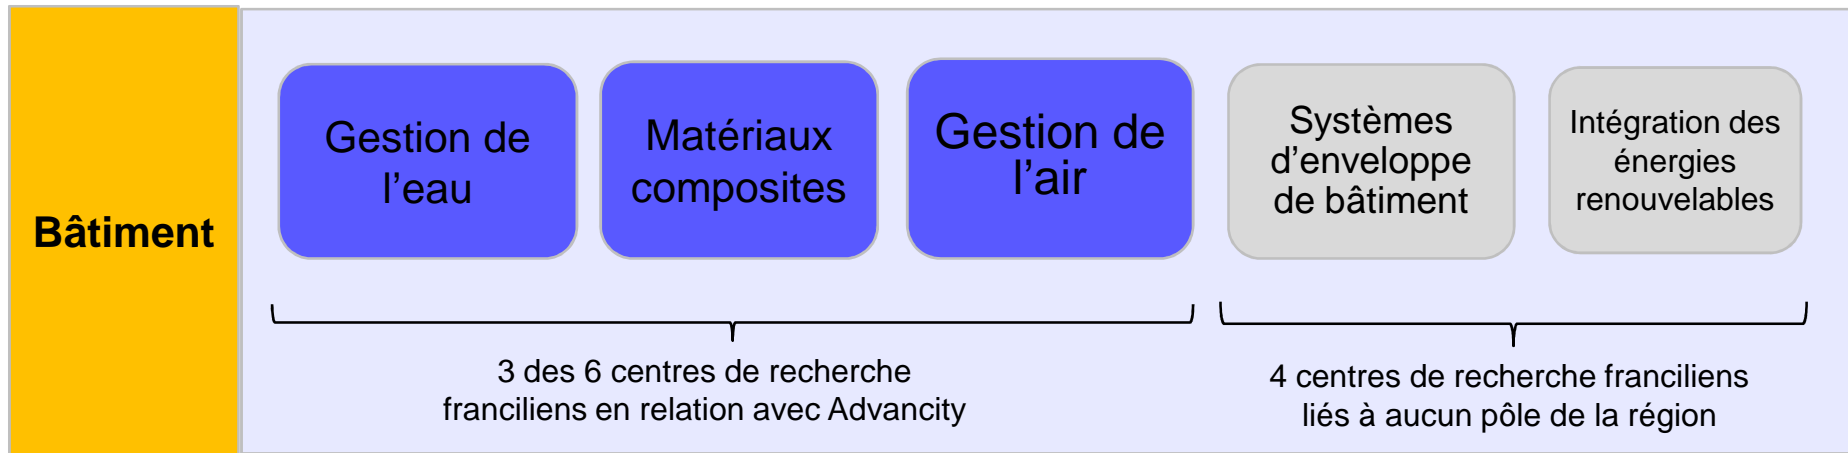 Bâtiment
Gestion de
l’eau
Matériaux
composites
Gestion de
l’air
Systèmes
d’enveloppe
de bâtiment
Intégration des
énergies
renouvelables
3 des 6 centres de recherche
franciliens en relation avec Advancity
4 centres de recherche franciliens
liés à aucun pôle de la région